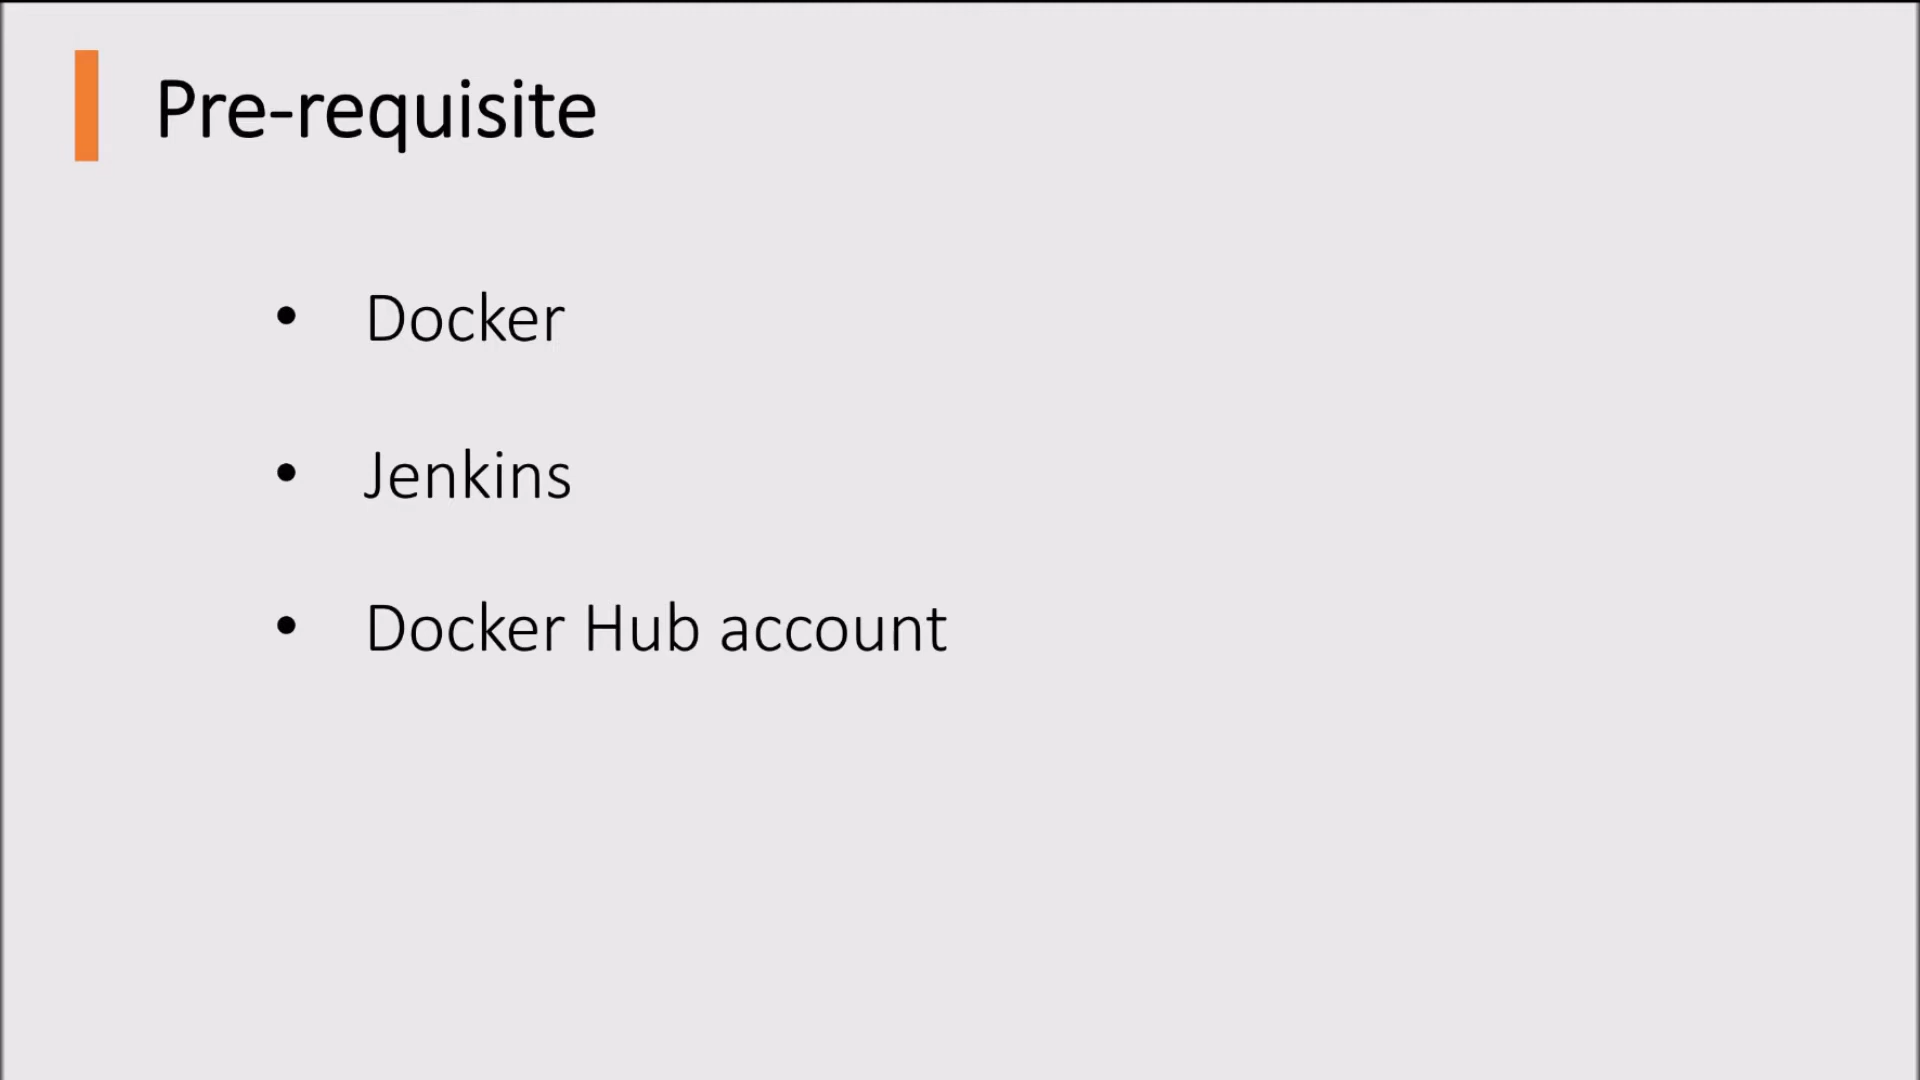 Pre-requisite
• Docker
• Jenkins
• Docker Hub account